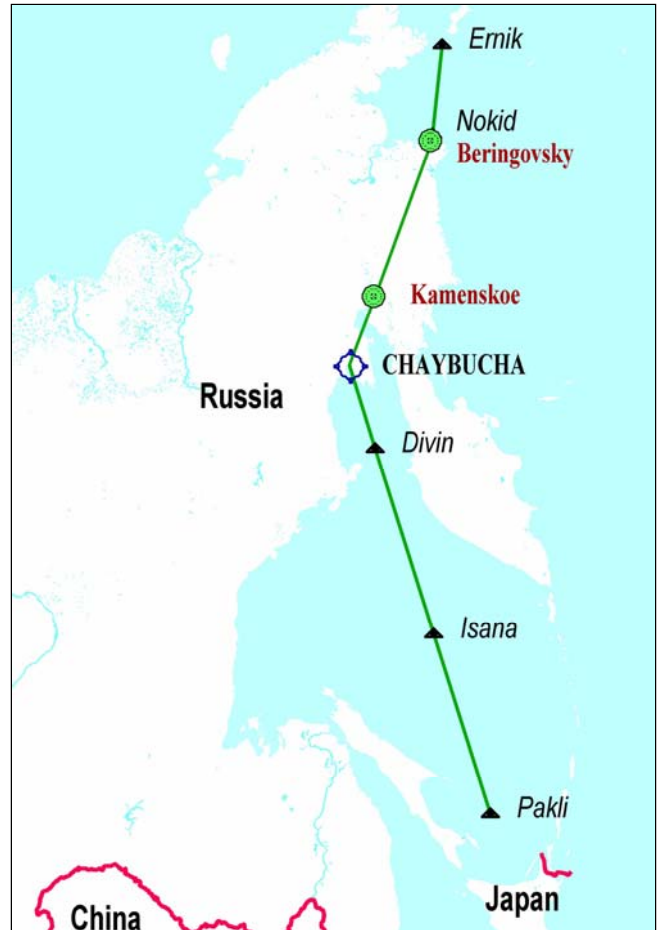 Ernik
Nokid
Beringovsky
Kamenskoe
CHAYBUCHA
Russia
Divin
Isana
Pakli
Japan
China